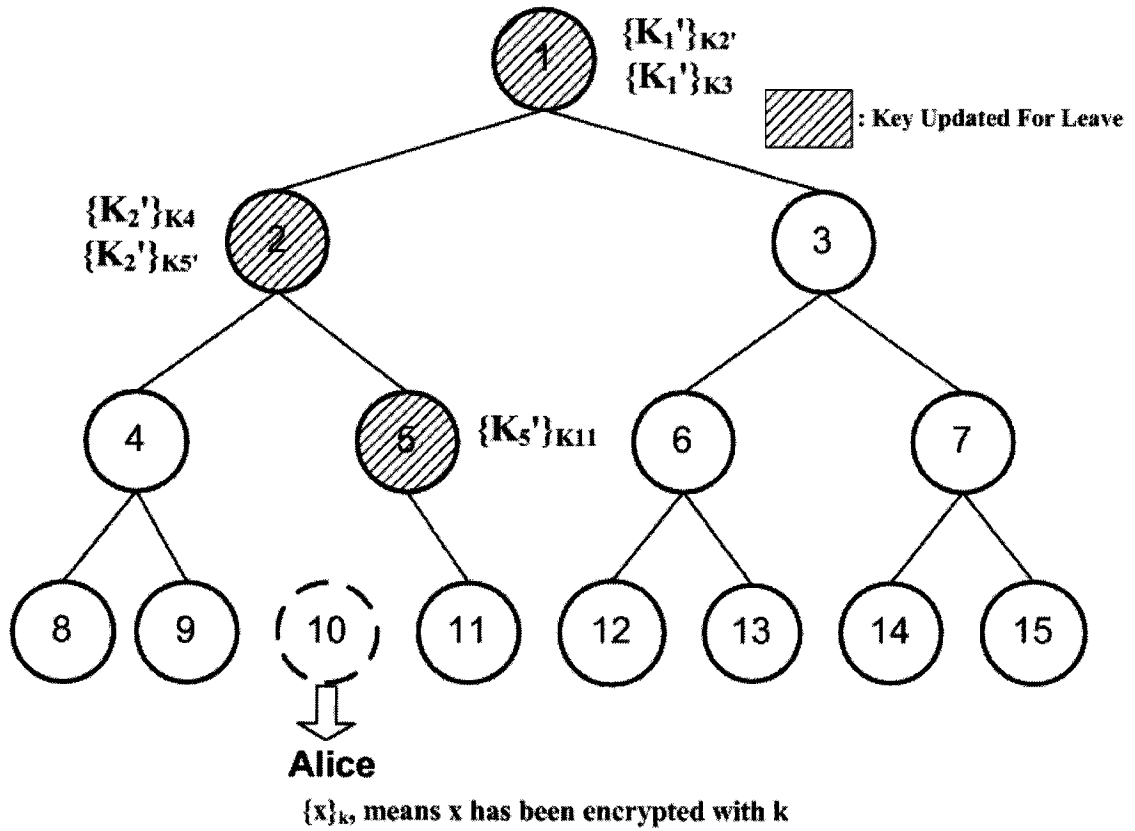 1
{K₁'}K2'
{K₁'}K3
: Key Updated For Leave
{K₂'}K4
{K₂'}K5'
2
3
4
5
{K₅'}K11
6
7
8
9
10
11
12
13
14
15
Alice
{x}ₖ, means x has been encrypted with k